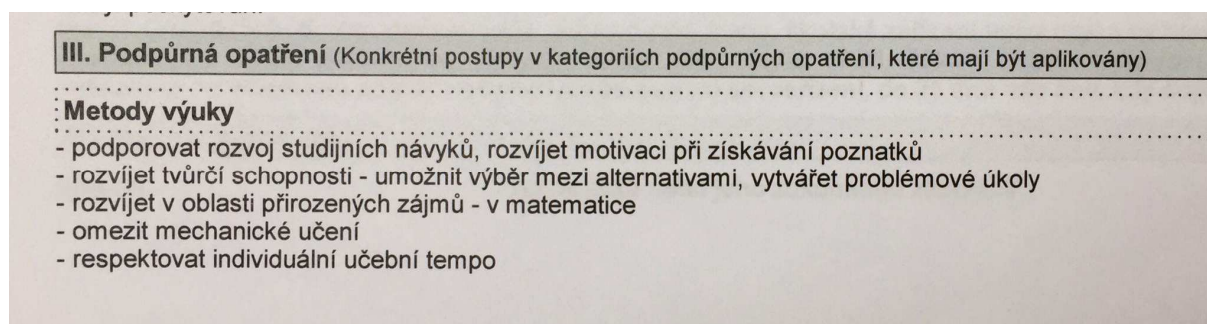 III. Podpůrná opatření (Konkrétní postupy v kategoriích podpůrných opatření, které mají být aplikovány)
Metody výuky
- podporovat rozvoj studijních návyků, rozvíjet motivaci při získávání poznatků
- rozvíjet tvůrčí schopnosti - umožnit výběr mezi alternativami, vytvářet problémové úkoly
- rozvíjet v oblasti přirozených zájmů - v matematice
- omezit mechanické učení
- respektovat individuální učební tempo